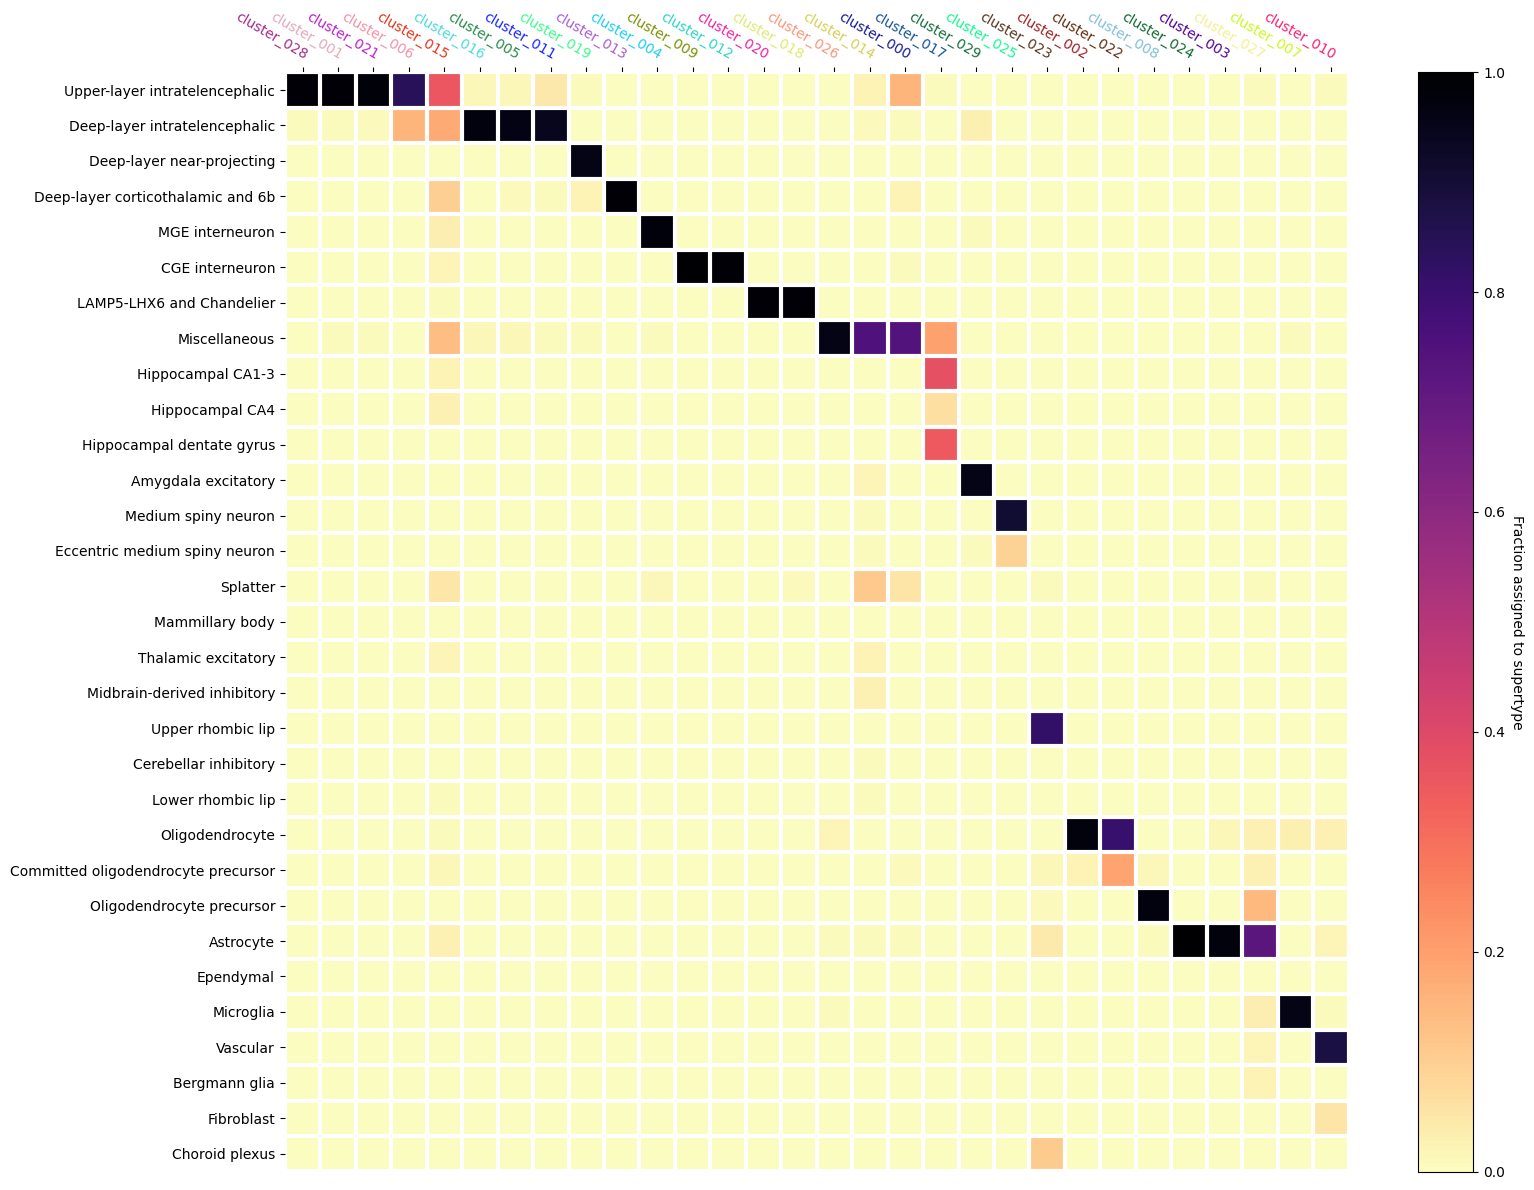 cluster_028
cluster_001
cluster_021
cluster_006
cluster_015
cluster_016
cluster_005
cluster_011
cluster_019
cluster_013
cluster_004
cluster_009
cluster_012
cluster_020
cluster_018
cluster_026
cluster_014
cluster_000
cluster_017
cluster_029
cluster_025
cluster_023
cluster_002
cluster_022
cluster_008
cluster_024
cluster_003
cluster_027
cluster_007
cluster_010
Upper-layer intratelencephalic
Deep-layer intratelencephalic
Deep-layer near-projecting
Deep-layer corticothalamic and 6b
MGE interneuron
CGE interneuron
LAMP5-LHX6 and Chandelier
Miscellaneous
Hippocampal CA1-3
Hippocampal CA4
Hippocampal dentate gyrus
Amygdala excitatory
Medium spiny neuron
Eccentric medium spiny neuron
Splatter
Mammillary body
Thalamic excitatory
Midbrain-derived inhibitory
Upper rhombic lip
Cerebellar inhibitory
Lower rhombic lip
Oligodendrocyte
Committed oligodendrocyte precursor
Oligodendrocyte precursor
Astrocyte
Ependymal
Microglia
Vascular
Bergmann glia
Fibroblast
Choroid plexus
1.0
0.8
0.6
0.4
0.2
0.0
Fraction assigned to supertype